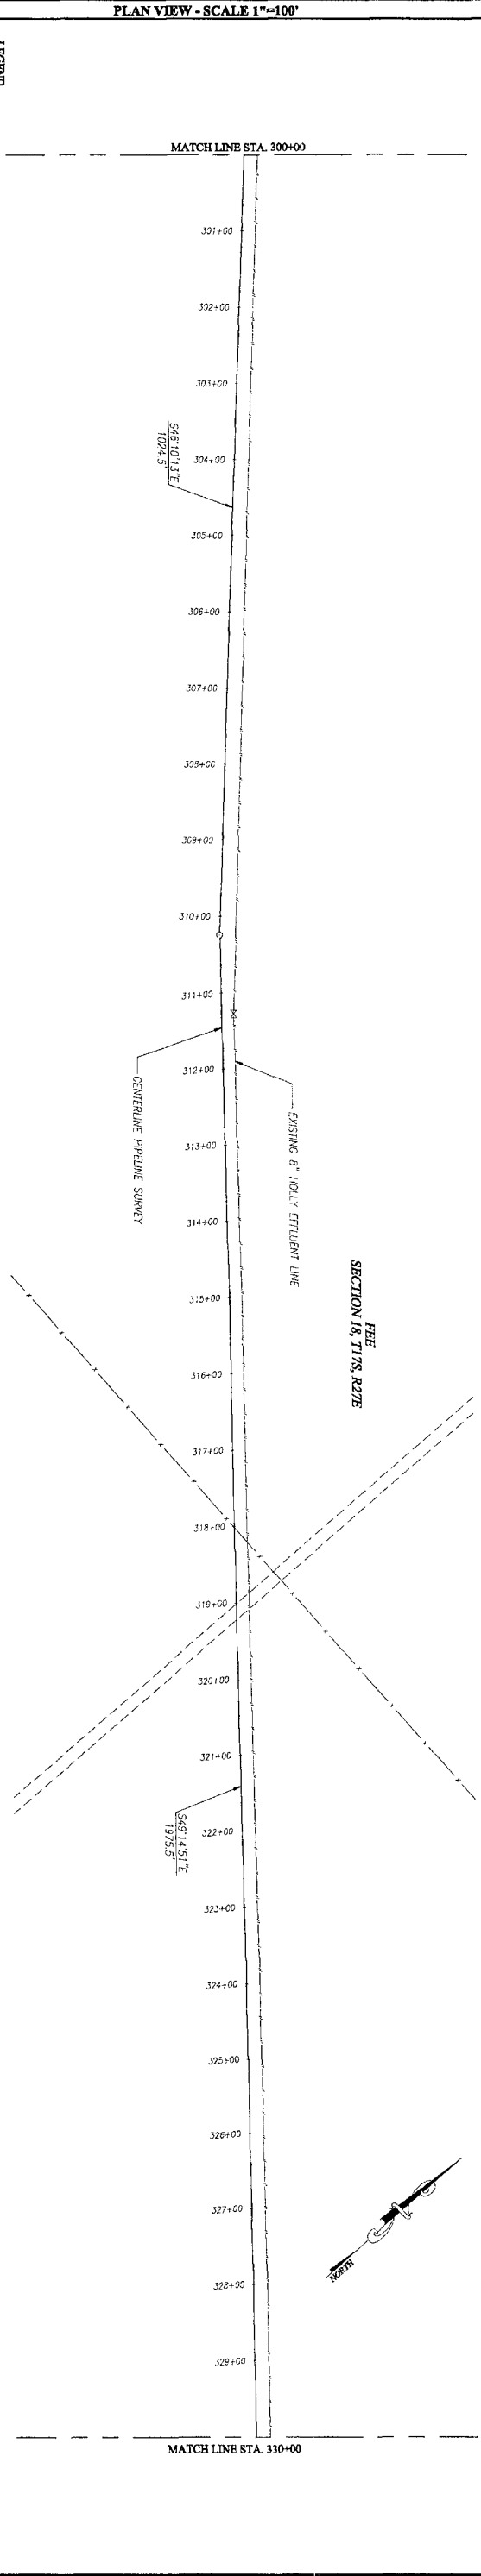 PLAN VIEW - SCALE 1"=100'
LEGEND
MATCH LINE STA. 300+00
301+00
302+00
303+00
S46°10'13"E
1024.5'
304+00
305+00
306+00
307+00
308+00
309+00
310+00
311+00
312+00
CENTERLINE PIPELINE SURVEY
EXISTING 8" HOLLY EFFLUENT LINE
313+00
314+00
FEE
SECTION 18, T17S, R27E
315+00
316+00
317+00
318+00
319+00
320+00
321+00
S49°14'51"E
1975.5'
322+00
323+00
324+00
325+00
326+00
327+00
NORTH
328+00
329+00
MATCH LINE STA. 330+00